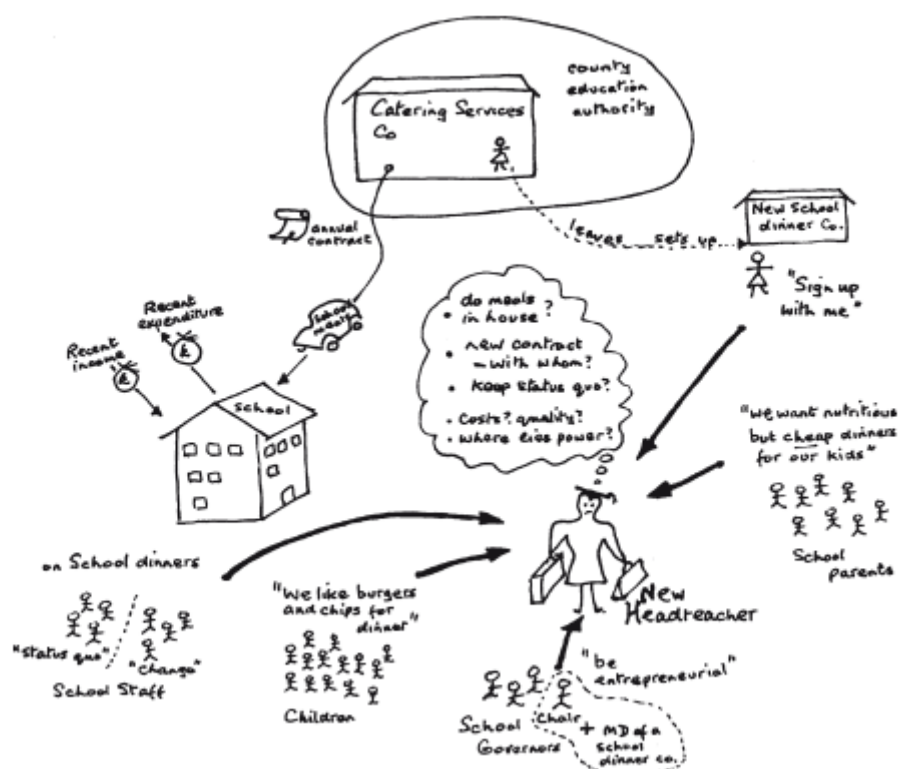 county
education
authority
Catering Services
Co
annual
contract
leaves sets up
New School
dinner Co.
"Sign up
with me"
Recent
expenditure
£
Recent
income
£
School
meals
School
• do meals
in house?
• new contract
- with whom?
• Keep status quo?
• costs? quality?
• where lies power?
"We want nutritious
but cheap dinners
for our kids"
School
parents
on School dinners
"Status quo"
"Change"
School Staff
"We like burgers
and chips for
dinner"
Children
New
Headteacher
"be
entrepreneurial"
School
Governors
Chair
+ MD of a
School
dinner co.